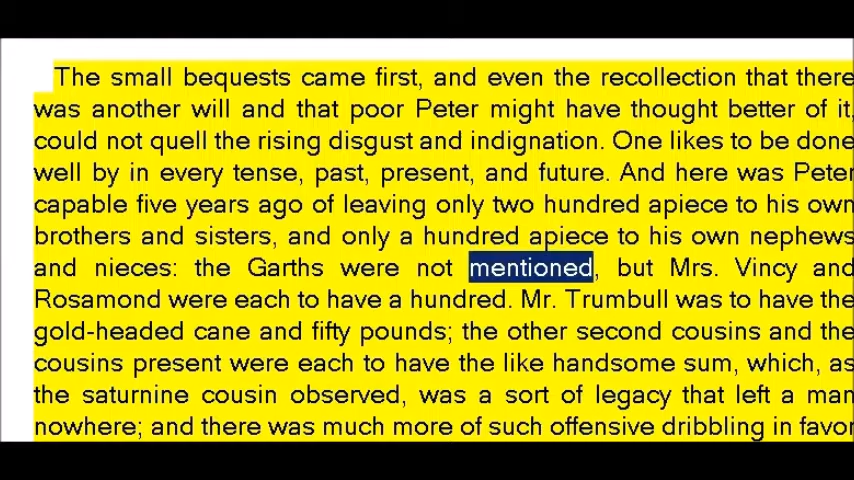 The small bequests came first, and even the recollection that there
was another will and that poor Peter might have thought better of it,
could not quell the rising disgust and indignation. One likes to be done
well by in every tense, past, present, and future. And here was Peter
capable five years ago of leaving only two hundred apiece to his own
brothers and sisters, and only a hundred apiece to his own nephews
and nieces: the Garths were not mentioned, but Mrs. Vincy and
Rosamond were each to have a hundred. Mr. Trumbull was to have the
gold-headed cane and fifty pounds; the other second cousins and the
cousins present were each to have the like handsome sum, which, as
the saturnine cousin observed, was a sort of legacy that left a man
nowhere; and there was much more of such offensive dribbling in favor